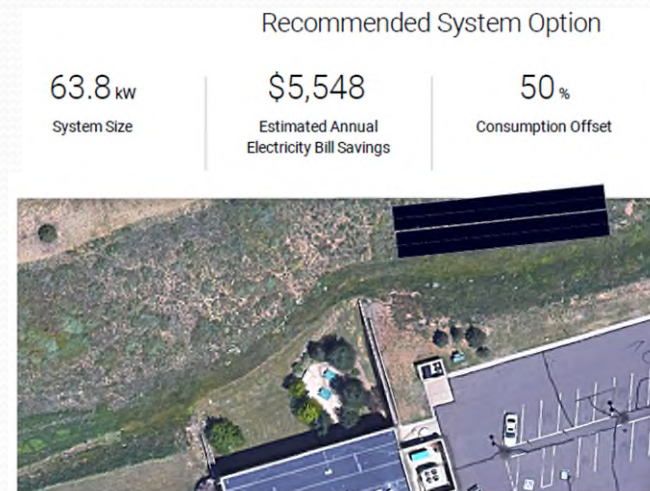 Recommended System Option
63.8 kW
System Size
$5,548
Estimated Annual
Electricity Bill Savings
50 %
Consumption Offset